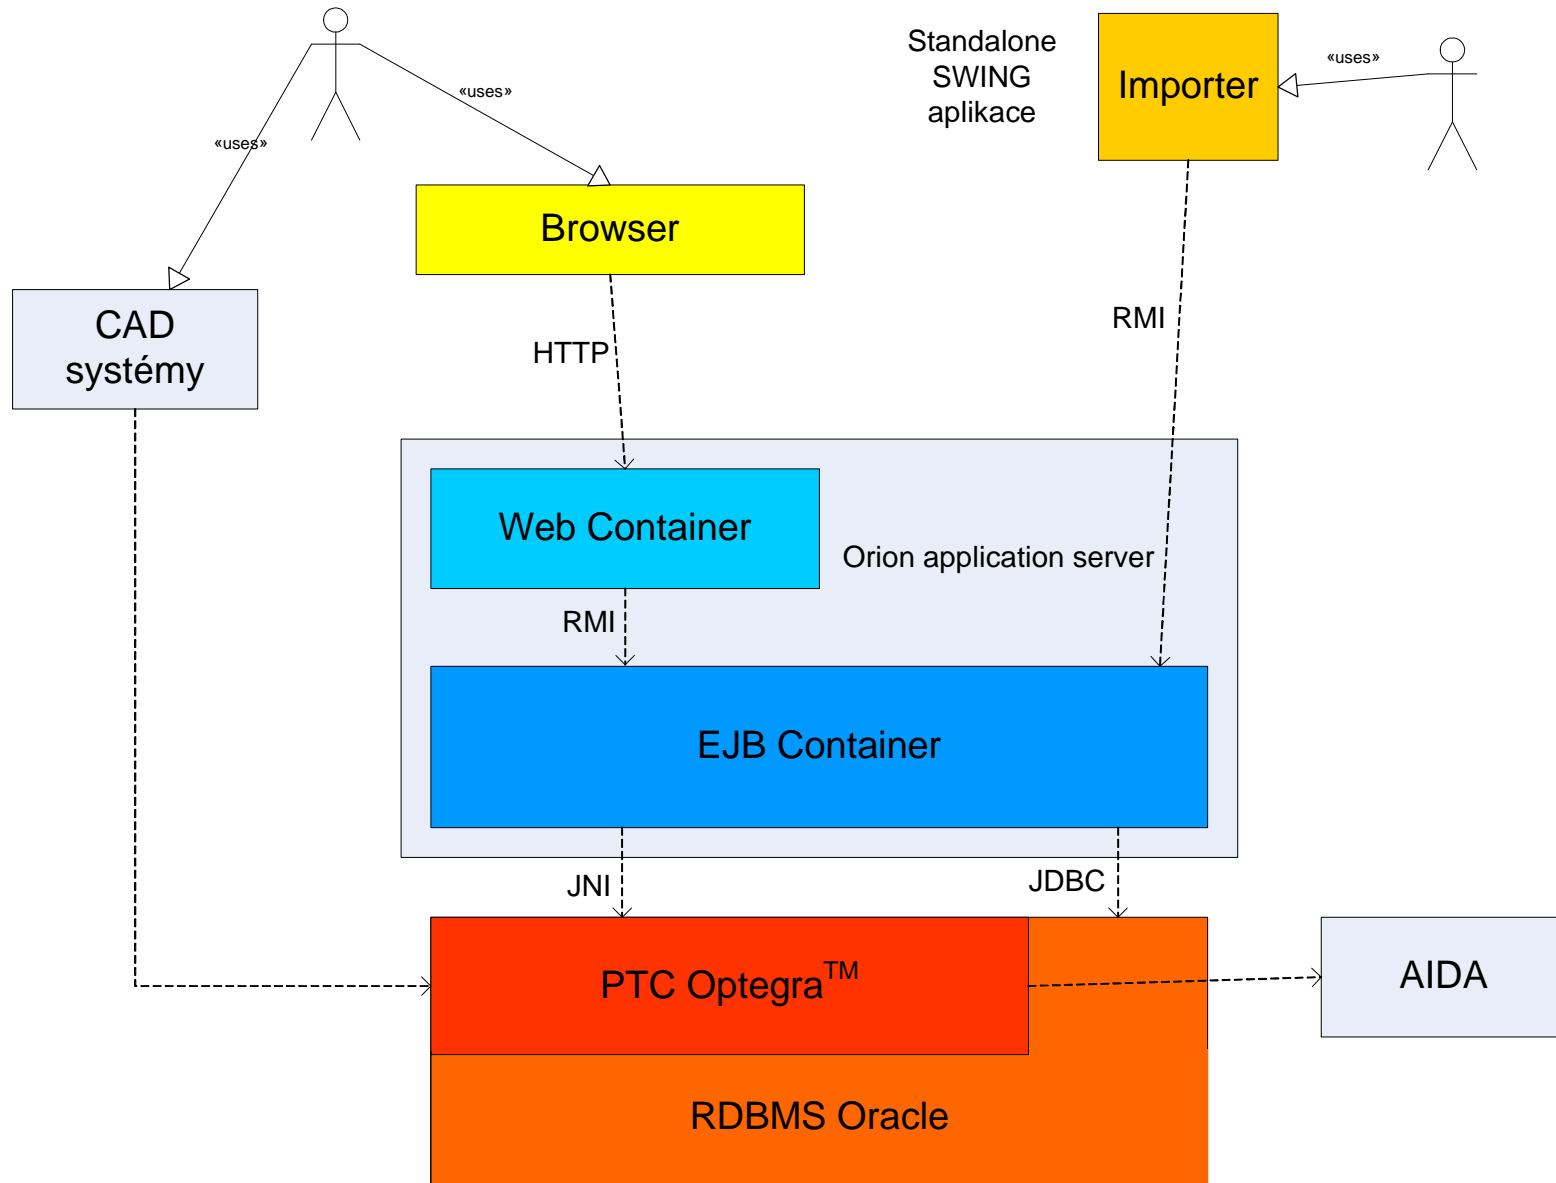 Standalone
SWING
aplikace
Importer
«uses»
«uses»
«uses»
Browser
CAD
systémy
HTTP
RMI
Web Container
Orion application server
RMI
EJB Container
JNI
JDBC
PTC Optegra™
AIDA
RDBMS Oracle